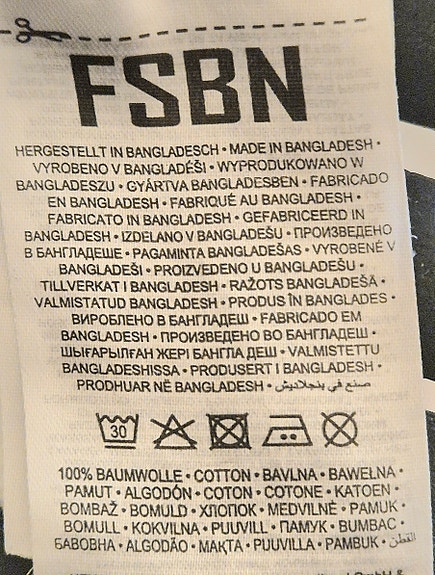 FSBN
HERGESTELLT IN BANGLADESCH • MADE IN BANGLADESH •
VYROBENO V BANGLADÉŠI • WYPRODUKOWANO W
BANGLADESZU • GYÁRTVA BANGLADESBEN • FABRICADO
EN BANGLADESH • FABRIQUÉ AU BANGLADESH •
FABRICATO IN BANGLADESH • GEFABRICEERD IN
BANGLADESH • IZDELANO V BANGLADEŠU • ПРОИЗВЕДЕНО
В БАНГЛАДЕШЕ • PAGAMINTA BANGLADEŠAS • VYROBENÉ V
BANGLADEŠI • PROIZVEDENO U BANGLADEŠU •
TILLVERKAT I BANGLADESH • RAŽOTS BANGLADEŠĀ •
VALMISTATUD BANGLADESH • PRODUS ÎN BANGLADES •
ВИРОБЛЕНО В БАНГЛАДЕШ • FABRICADO EM
BANGLADESH • ПРОИЗВЕДЕНО ВО БАНГЛАДЕШ •
ШЫҒАРЫЛҒАН ЖЕРІ БАНГЛА ДЕШ • VALMISTETTU
BANGLADESHISSA • PRODUSERT I BANGLADESH •
PRODHUAR NË BANGLADESH • صنع في بنجلاديش
30
100% BAUMWOLLE • COTTON • BAVLNA • BAWEŁNA •
PAMUT • ALGODÓN • COTON • COTONE • KATOEN •
BOMBAŽ • BOMULD • ХЛОПОК • MEDVILNĖ • PAMUK •
BOMULL • KOKVILNA • PUUVILL • ПАМУК • BUMBAC •
БАВОВНА • ALGODÃO • МАҚТА • PUUVILLA • PAMBUK • القطن